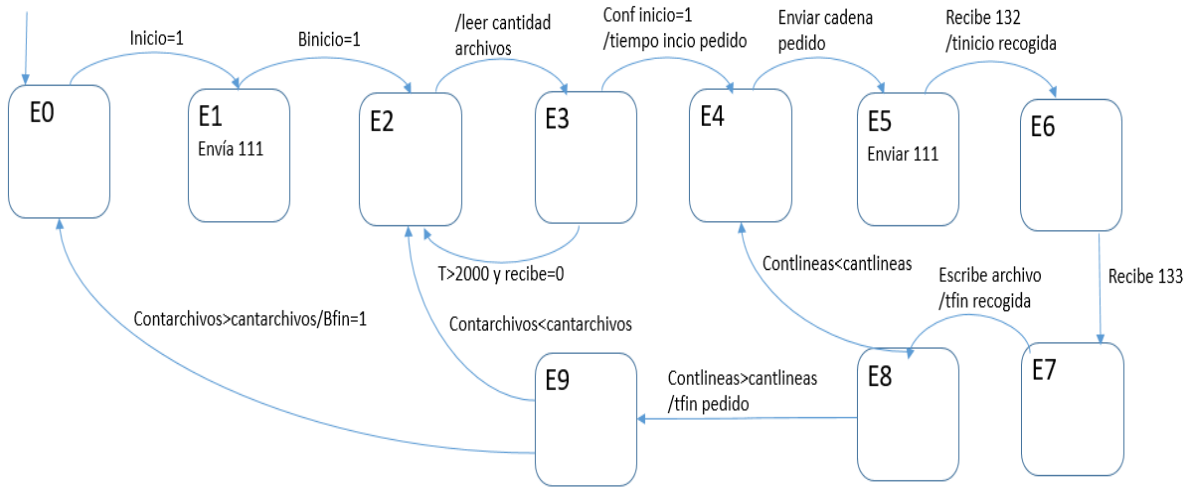 Inicio=1
Binicio=1
/leer cantidad
archivos
Conf inicio=1
/tiempo incio pedido
Enviar cadena
pedido
Recibe 132
/tinicio recogida
E0
E1
Envía 111
E2
E3
E4
E5
Enviar 111
E6
T>2000 y recibe=0
Contlineas<cantlineas
Escribe archivo
/tfin recogida
Recibe 133
Contarchivos>cantarchivos/Bfin=1
Contarchivos<cantarchivos
E9
Contlineas>cantlineas
/tfin pedido
E8
E7